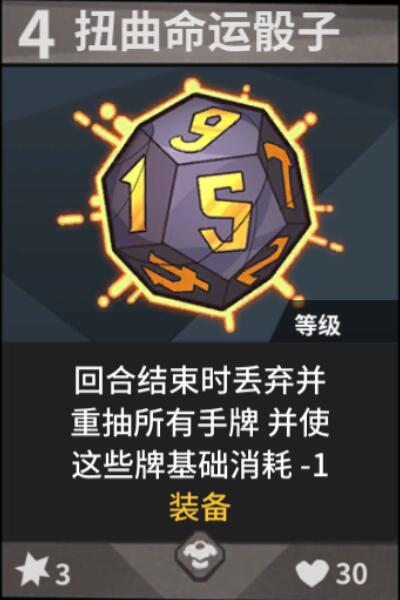 4 扭曲命运骰子
9
1 5 7
4 2
等级
回合结束时丢弃并
重抽所有手牌 并使
这些牌基础消耗 -1
装备
3 30